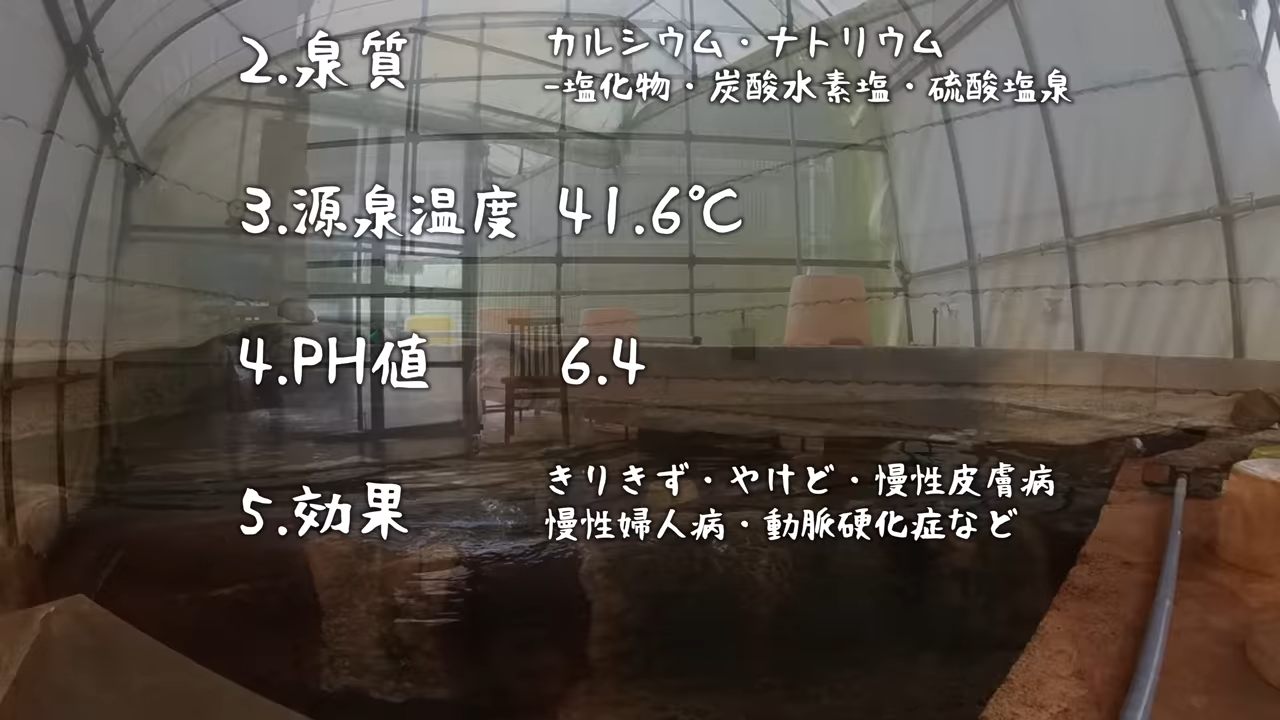 2.泉質
カルシウム・ナトリウム
-塩化物・炭酸水素塩・硫酸塩泉
3.源泉温度 41.6℃
4.PH値 6.4
5.効果
きりきず・やけど・慢性皮膚病
慢性婦人病・動脈硬化症など